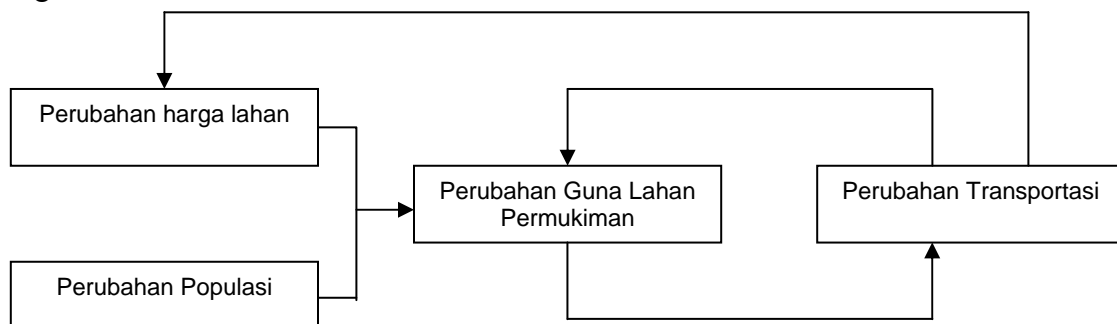 Perubahan harga lahan
Perubahan Guna Lahan
Permukiman
Perubahan Transportasi
Perubahan Populasi